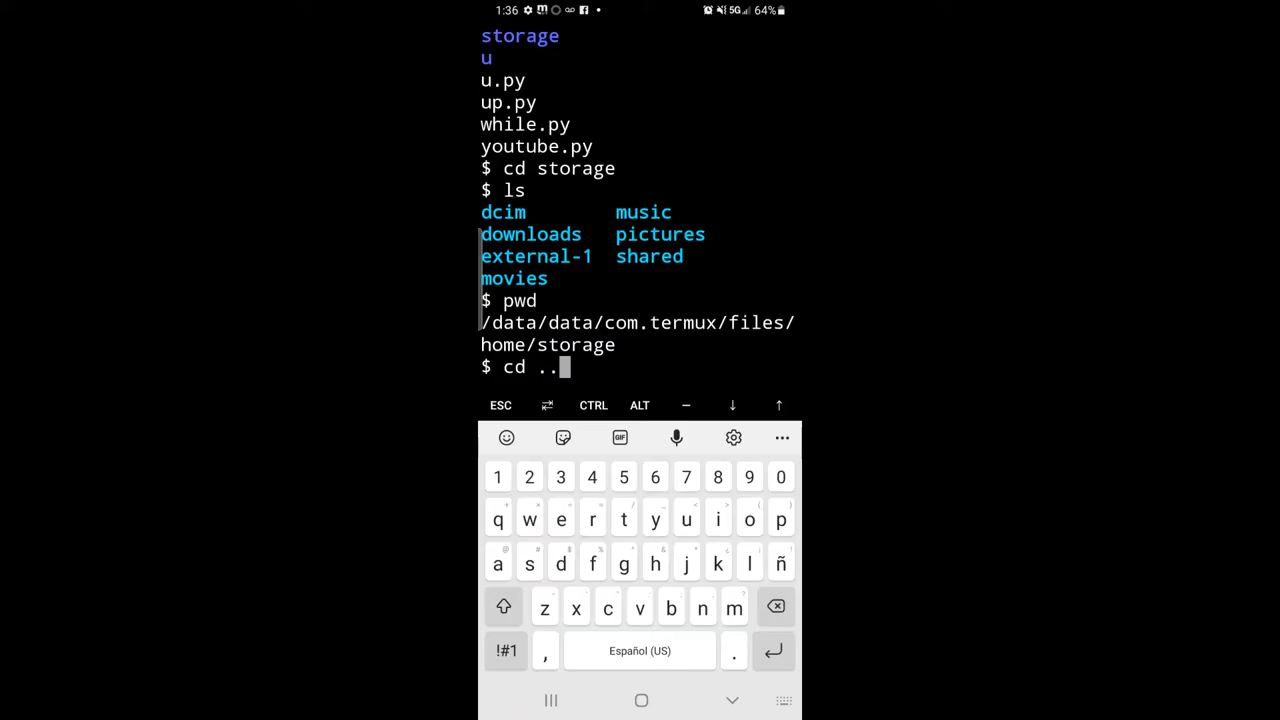 1:36 5G 64%
storage
u
u.py
up.py
while.py
youtube.py
$ cd storage
$ ls
dcim music
downloads pictures
external-1 shared
movies
$ pwd
/data/data/com.termux/files/
home/storage
$ cd ..
ESC CTRL ALT
GIF
1 2 3 4 5 6 7 8 9 0
q w e r t y u i o p
a s d f g h j k l ñ
z x c v b n m
!#1 , Español (US) .